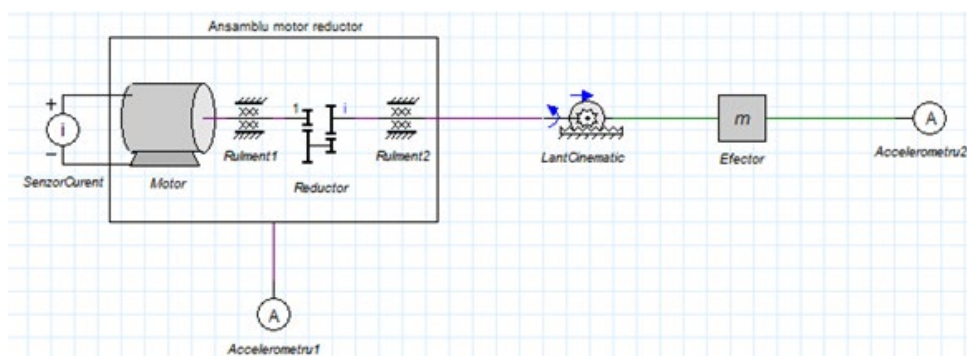 Ansamblu motor reductor
+
i
−
SenzorCurent
Motor
Rulment1
1
i
Reductor
Rulment2
LantCinematic
m
Efector
A
Accelerometru2
A
Accelerometru1